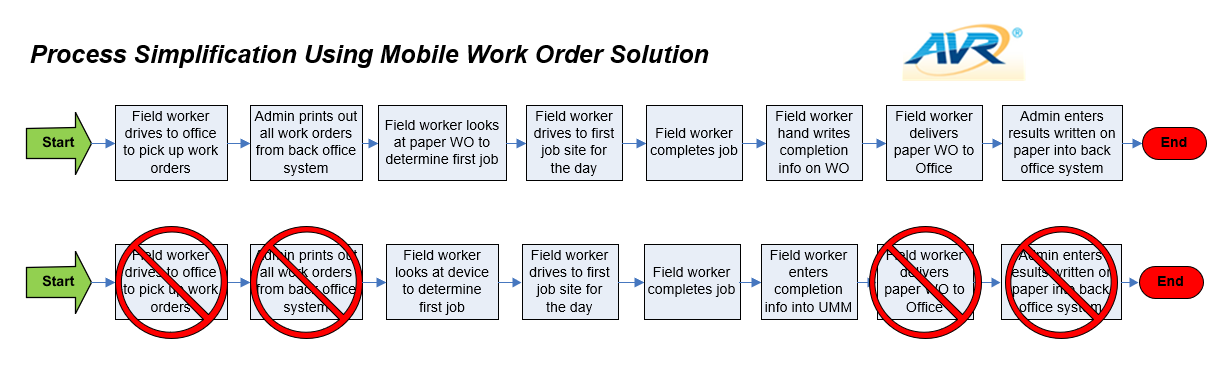 Process Simplification Using Mobile Work Order Solution
AVR®
Start
Field worker
drives to office
to pick up work
orders
Admin prints out
all work orders
from back office
system
Field worker looks
at paper WO to
determine first job
Field worker
drives to first
job site for
the day
Field worker
completes job
Field worker
hand writes
completion
info on WO
Field worker
delivers
paper WO to
Office
Admin enters
results written on
paper into back
office system
End
Start
Field worker
drives to office
to pick up work
orders
Admin prints out
all work orders
from back office
system
Field worker
looks at device
to determine
first job
Field worker
drives to first
job site for
the day
Field worker
completes job
Field worker
enters
completion
info into UMM
Field worker
delivers
paper WO to
Office
Admin enters
results written on
paper into back
office system
End